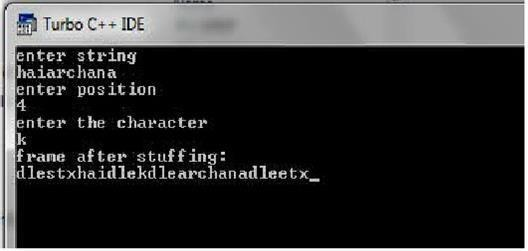 Turbo C++ IDE
enter string
haiarchana
enter position
4
enter the character
k
frame after stuffing:
dlestxhaidlekdlearchanadleetx_